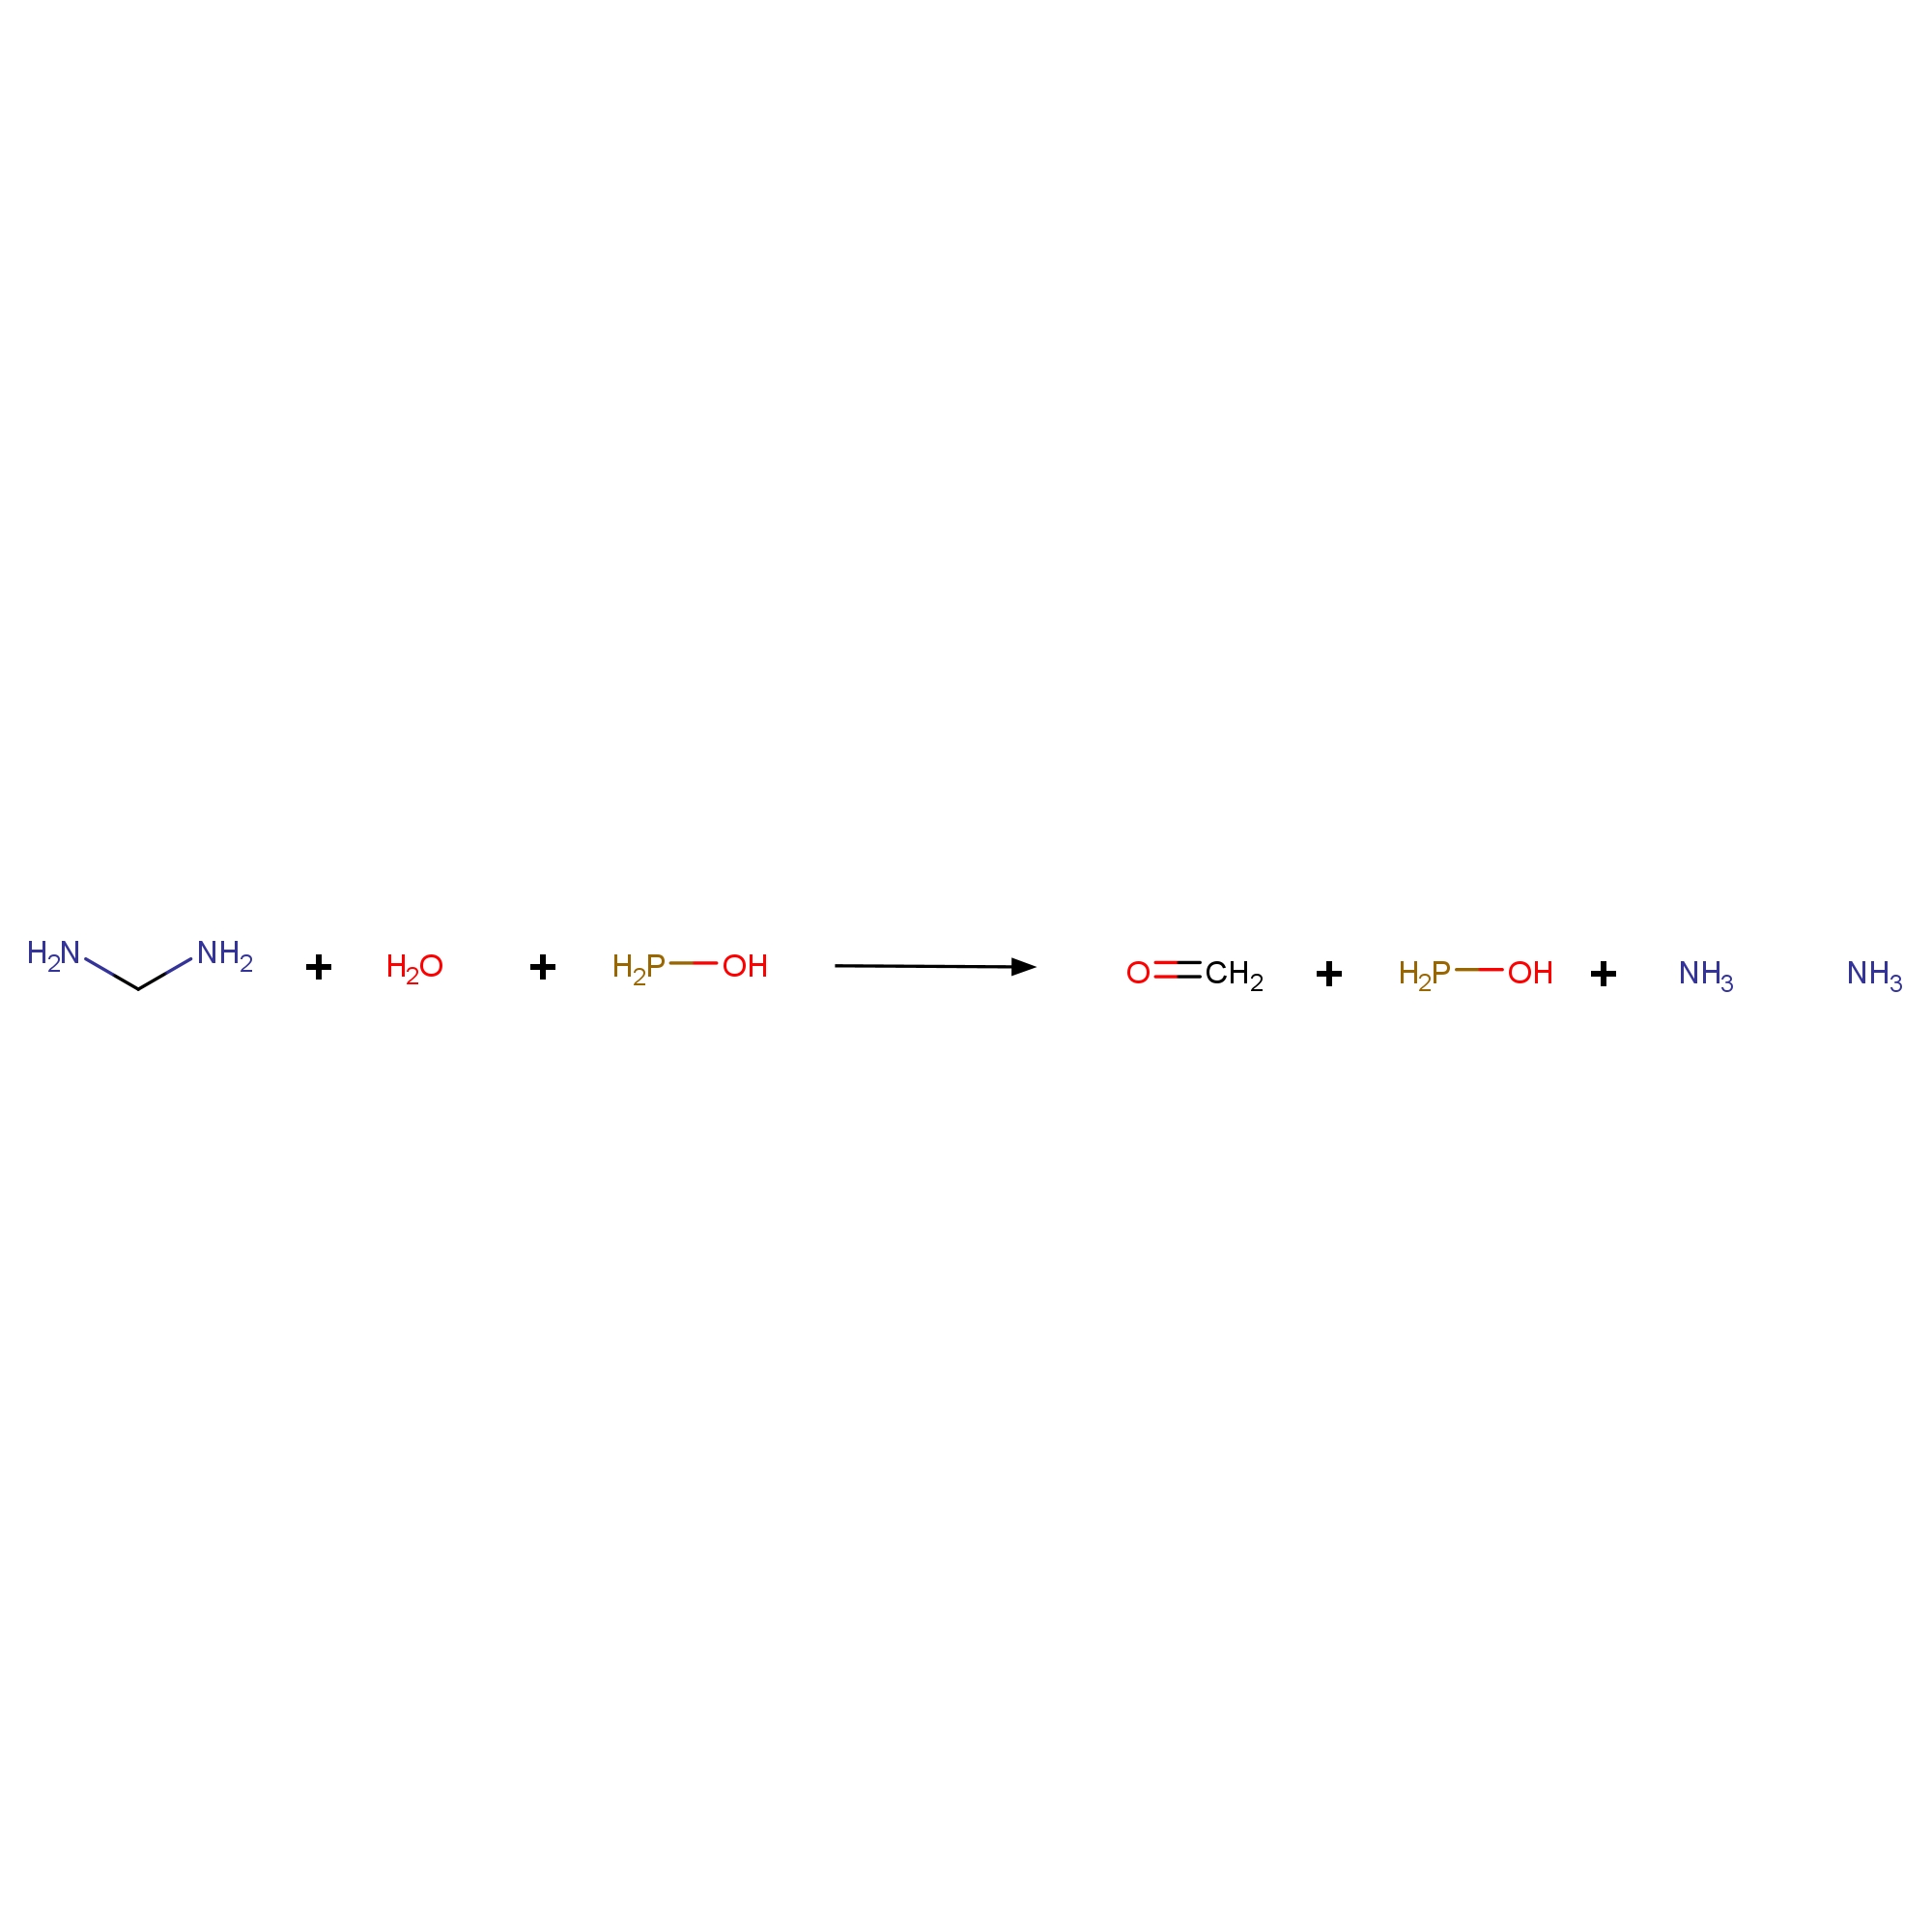 H2N NH2 + H2O + H2P OH O CH2 + H2P OH + NH3 NH3